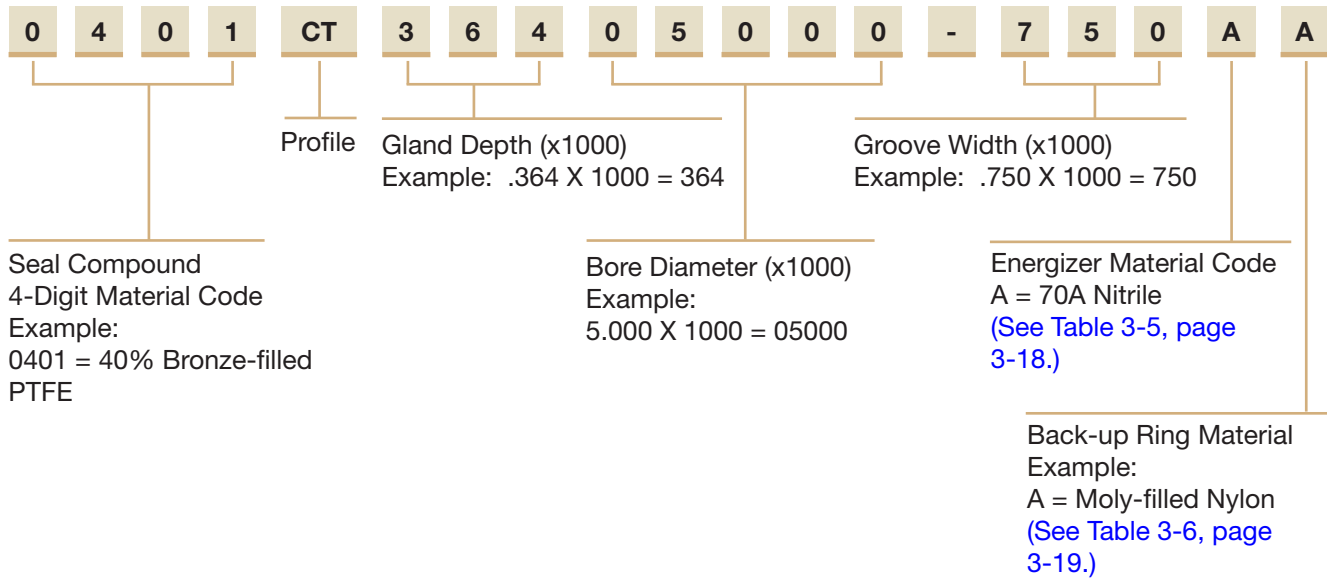 0 4 0 1 CT 3 6 4 0 5 0 0 0 - 7 5 0 A A
Profile
Gland Depth (x1000)
Example: .364 X 1000 = 364
Groove Width (x1000)
Example: .750 X 1000 = 750
Seal Compound
4-Digit Material Code
Example:
0401 = 40% Bronze-filled
PTFE
Bore Diameter (x1000)
Example:
5.000 X 1000 = 05000
Energizer Material Code
A = 70A Nitrile
(See Table 3-5, page
3-18.)
Back-up Ring Material
Example:
A = Moly-filled Nylon
(See Table 3-6, page
3-19.)